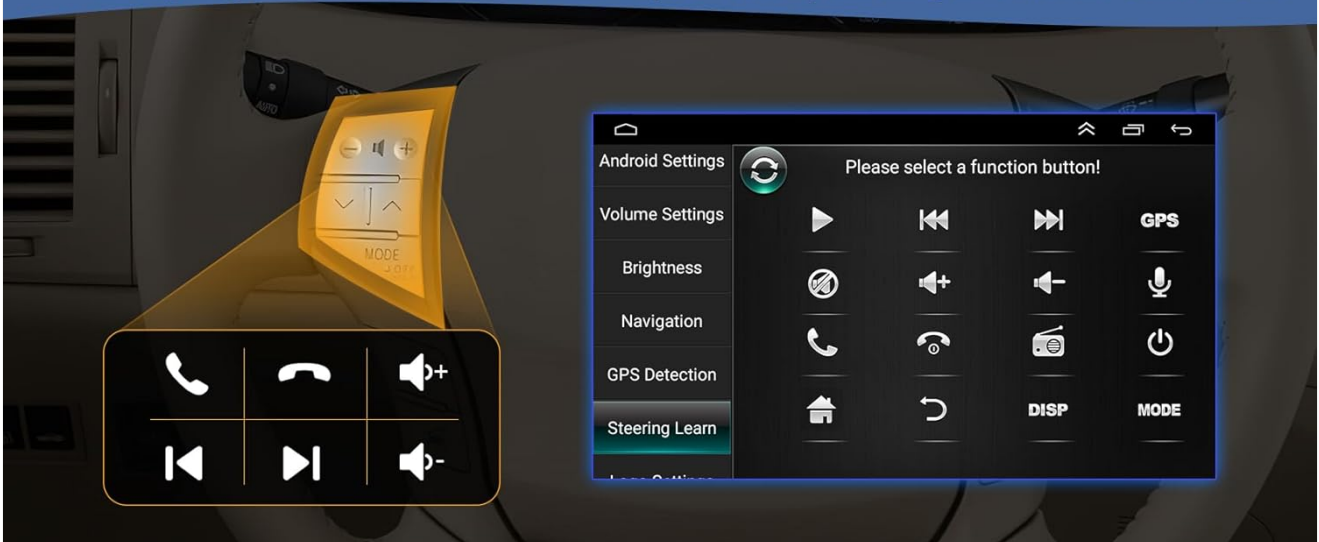 AUTO
MODE
OFF
+
-
Android Settings
Volume Settings
Brightness
Navigation
GPS Detection
Steering Learn
Please select a function button!
GPS
DISP
MODE